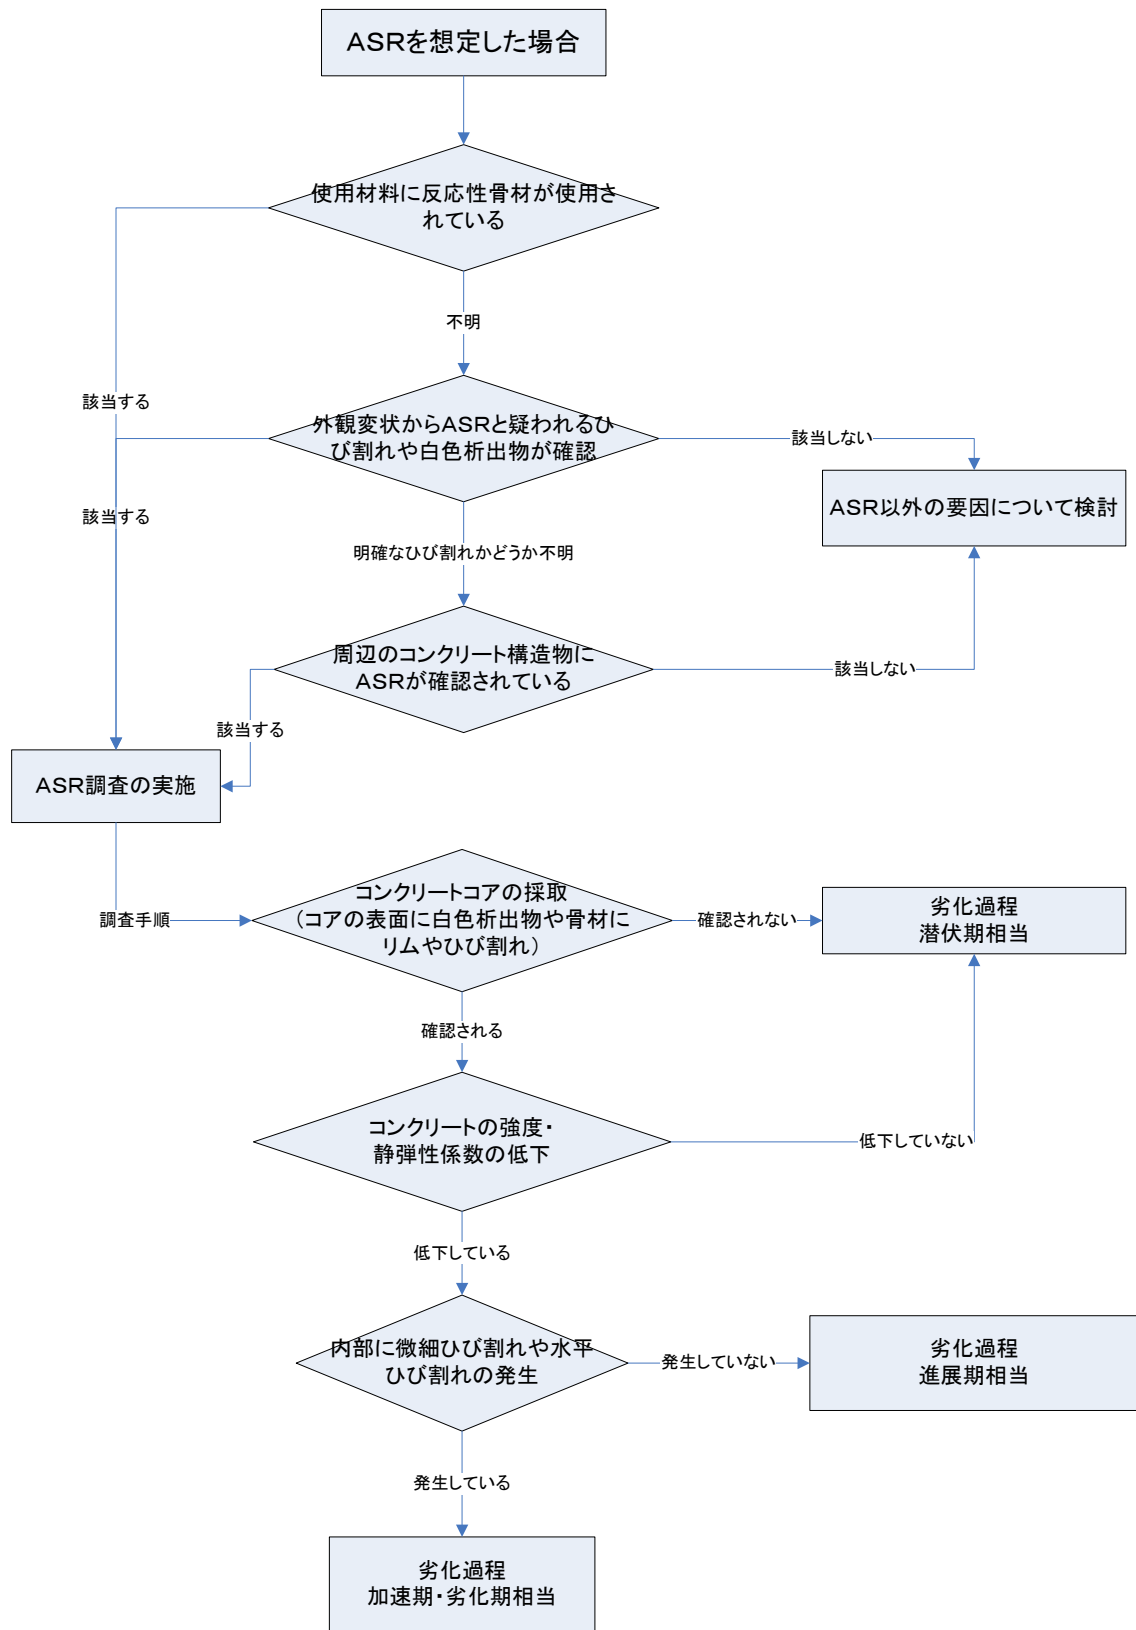 ASRを想定した場合
使用材料に反応性骨材が使用さ
れている
不明
該当する
外観変状からASRと疑われるひ
び割れや白色析出物が確認
該当しない
該当する
ASR以外の要因について検討
明確なひび割れかどうか不明
周辺のコンクリート構造物に
ASRが確認されている
該当しない
該当する
ASR調査の実施
調査手順
コンクリートコアの採取
（コアの表面に白色析出物や骨材に
リムやひび割れ）
確認されない
劣化過程
潜伏期相当
確認される
コンクリートの強度・
静弾性係数の低下
低下していない
低下している
内部に微細ひび割れや水平
ひび割れの発生
発生していない
劣化過程
進展期相当
発生している
劣化過程
加速期・劣化期相当